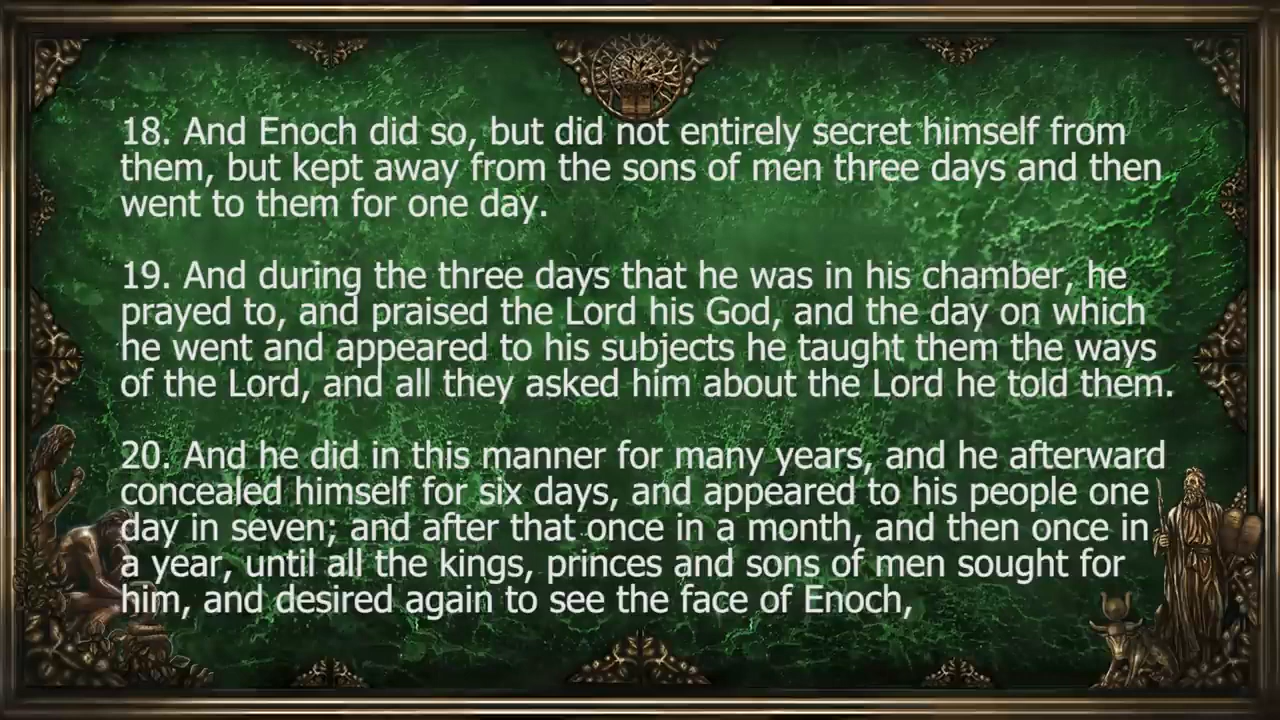 18. And Enoch did so, but did not entirely secret himself from
them, but kept away from the sons of men three days and then
went to them for one day.
19. And during the three days that he was in his chamber, he
prayed to, and praised the Lord his God, and the day on which
he went and appeared to his subjects he taught them the ways
of the Lord, and all they asked him about the Lord he told them.
20. And he did in this manner for many years, and he afterward
concealed himself for six days, and appeared to his people one
day in seven; and after that once in a month, and then once in
a year, until all the kings, princes and sons of men sought for
him, and desired again to see the face of Enoch,